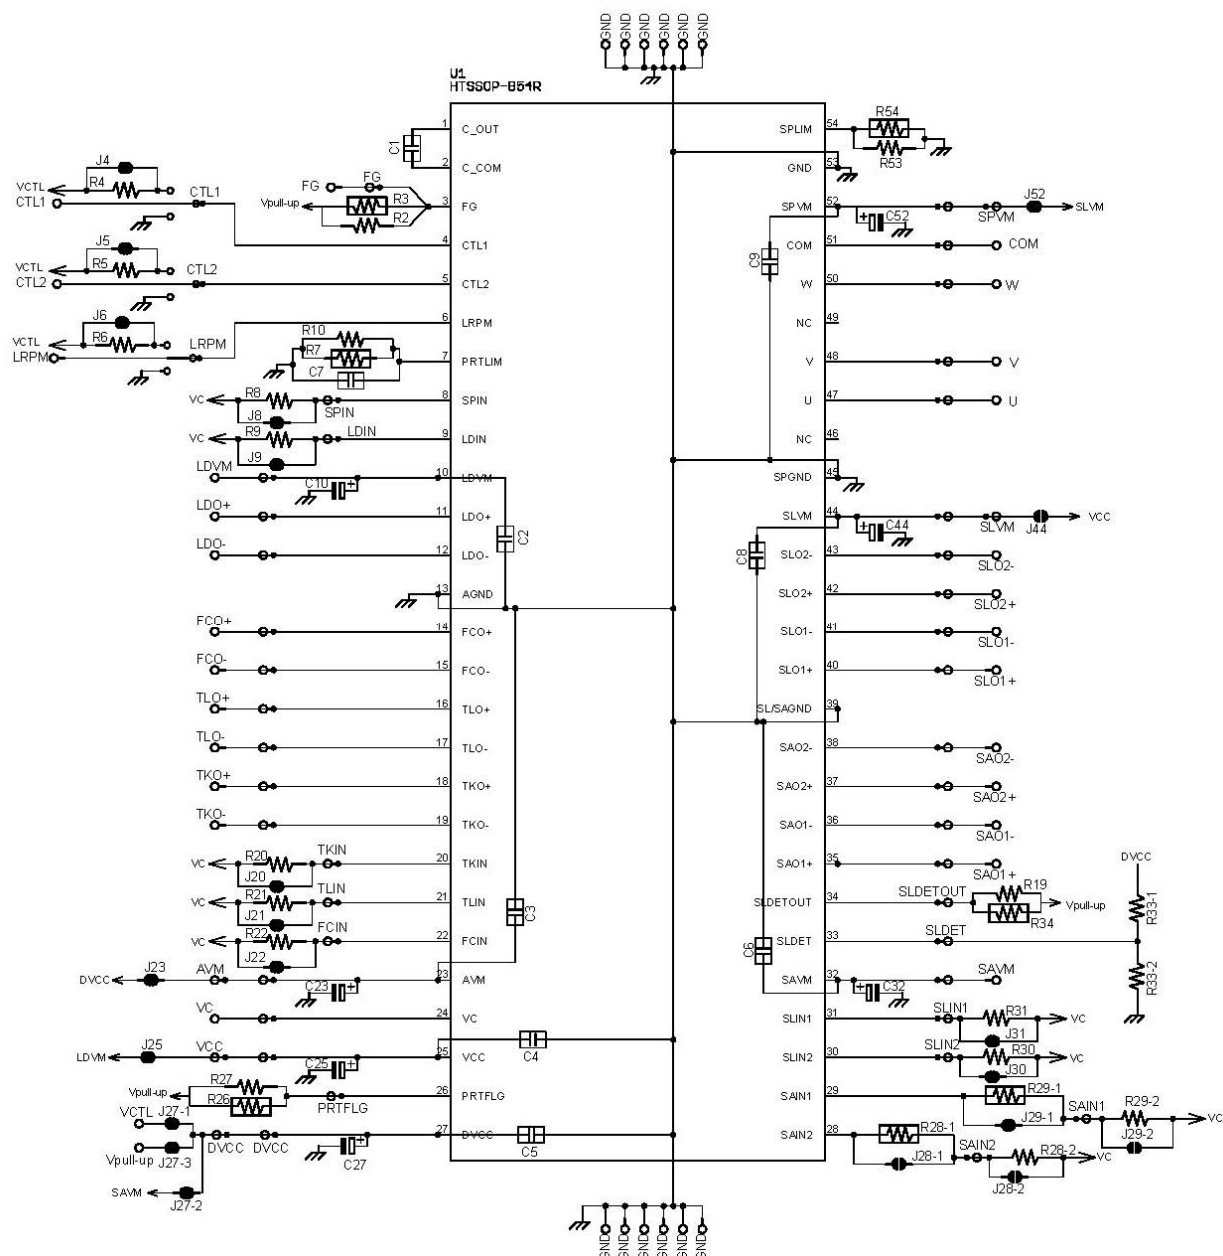 GND GND GND GND GND GND
U1
HTSSOP-B54R
1 C_OUT SPLIM 54 R54
C1 R53
2 C_COM GND 53
J4
VCTL R4 CTL1
CTL1
FG FG
Vpull-up R3 3 FG SPVM 52 C52 SPVM J52 SLVM
R2
4 CTL1 COM 51 COM
J5
VCTL R5 CTL2
CTL2 5 CTL2 W 50 W
C9
J6 6 LRPM NC 49
VCTL R6 LRPM
LRPM
R10
R7 7 PRTLIM V 48 V
C7
VC R8 SPIN 8 SPIN U 47 U
J8
VC R9 LDIN 9 LDIN NC 46
J9
LDVM C10 10 LDVM SPGND 45
LDO+ 11 LDO+ SLVM 44 C44 SLVM J44 VCC
C2 C8
LDO- 12 LDO- SLO2- 43 SLO2-
13 AGND SLO2+ 42 SLO2+
FCO+ 14 FCO+ SLO1- 41 SLO1-
FCO- 15 FCO- SLO1+ 40 SLO1+
TLO+ 16 TLO+ SL/SAGND 39
TLO- 17 TLO- SAO2- 38 SAO2-
TKO+ 18 TKO+ SAO2+ 37 SAO2+
TKO- 19 TKO- SAO1- 36 SAO1-
VC R20 TKIN 20 TKIN SAO1+ 35 SAO1+ DVCC
J20
VC R21 TLIN 21 TLIN SLDETOUT 34 SLDETOUT R19 Vpull-up R33-1
J21 C3 R34
VC R22 FCIN 22 FCIN SLDET 33 SLDET
J22 C6
DVCC J23 AVM C23 23 AVM SAVM 32 C32 SAVM R33-2
VC 24 VC SLIN1 31 SLIN1 R31 VC
J31
LDVM J25 VCC C25 25 VCC C4 SLIN2 30 SLIN2 R30 VC
J30
Vpull-up R27 26 PRTFLG SAIN1 29 R29-1
R26 PRTFLG J29-1 SAIN1 R29-2 VC
J29-2
VCTL J27-1
DVCC DVCC C27 27 DVCC C5 SAIN2 28 R28-1
Vpull-up J27-3 J28-1 SAIN2 R28-2 VC
J28-2
SAVM J27-2
GND GND GND GND GND GND